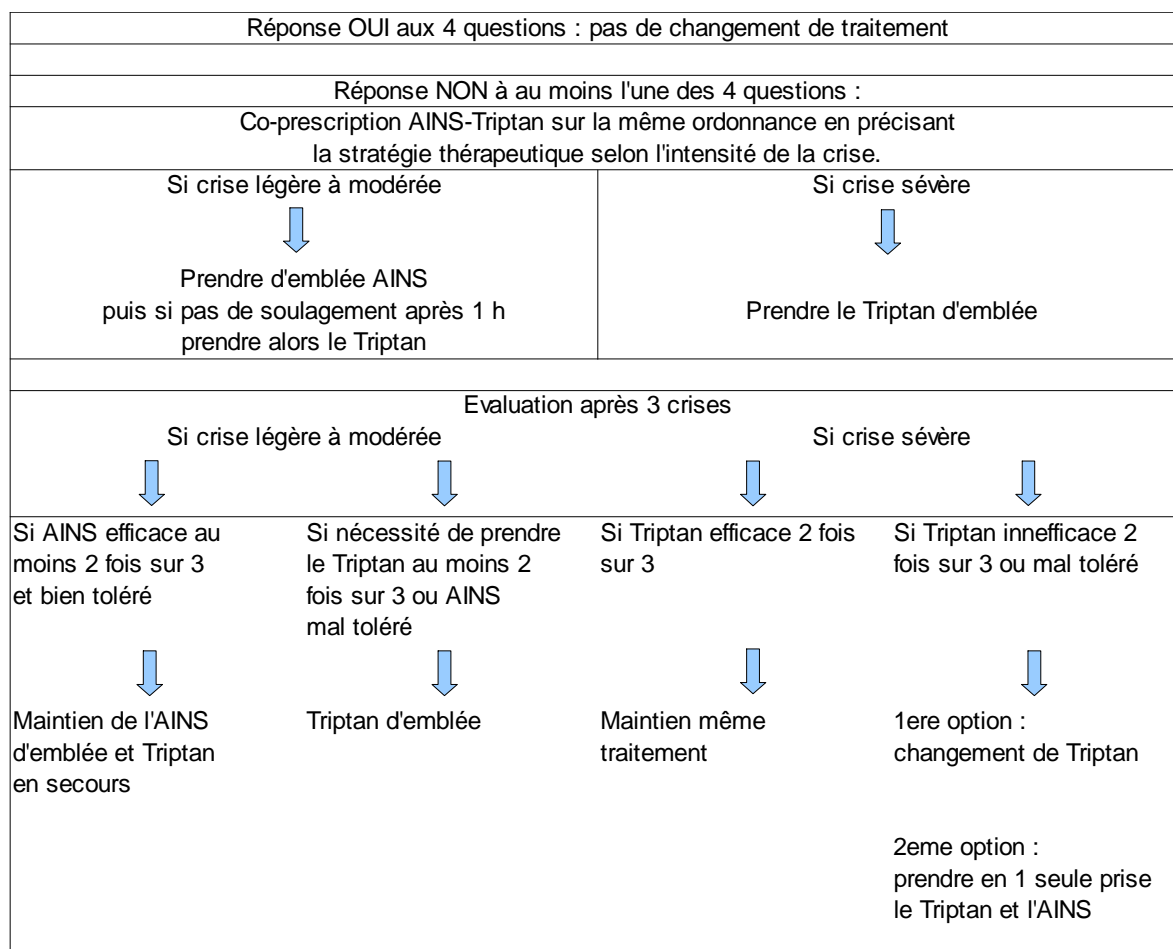 Réponse OUI aux 4 questions : pas de changement de traitement
Réponse NON à au moins l'une des 4 questions :
Co-prescription AINS-Triptan sur la même ordonnance en précisant
la stratégie thérapeutique selon l'intensité de la crise.
Si crise légère à modérée
Prendre d'emblée AINS
puis si pas de soulagement après 1 h
prendre alors le Triptan
Si crise sévère
Prendre le Triptan d'emblée
Evaluation après 3 crises
Si crise légère à modérée
Si crise sévère
Si AINS efficace au
moins 2 fois sur 3
et bien toléré
Si nécessité de prendre
le Triptan au moins 2
fois sur 3 ou AINS
mal toléré
Si Triptan efficace 2 fois
sur 3
Si Triptan innefficace 2
fois sur 3 ou mal toléré
Maintien de l'AINS
d'emblée et Triptan
en secours
Triptan d'emblée
Maintien même
traitement
1ere option :
changement de Triptan
2eme option :
prendre en 1 seule prise
le Triptan et l'AINS